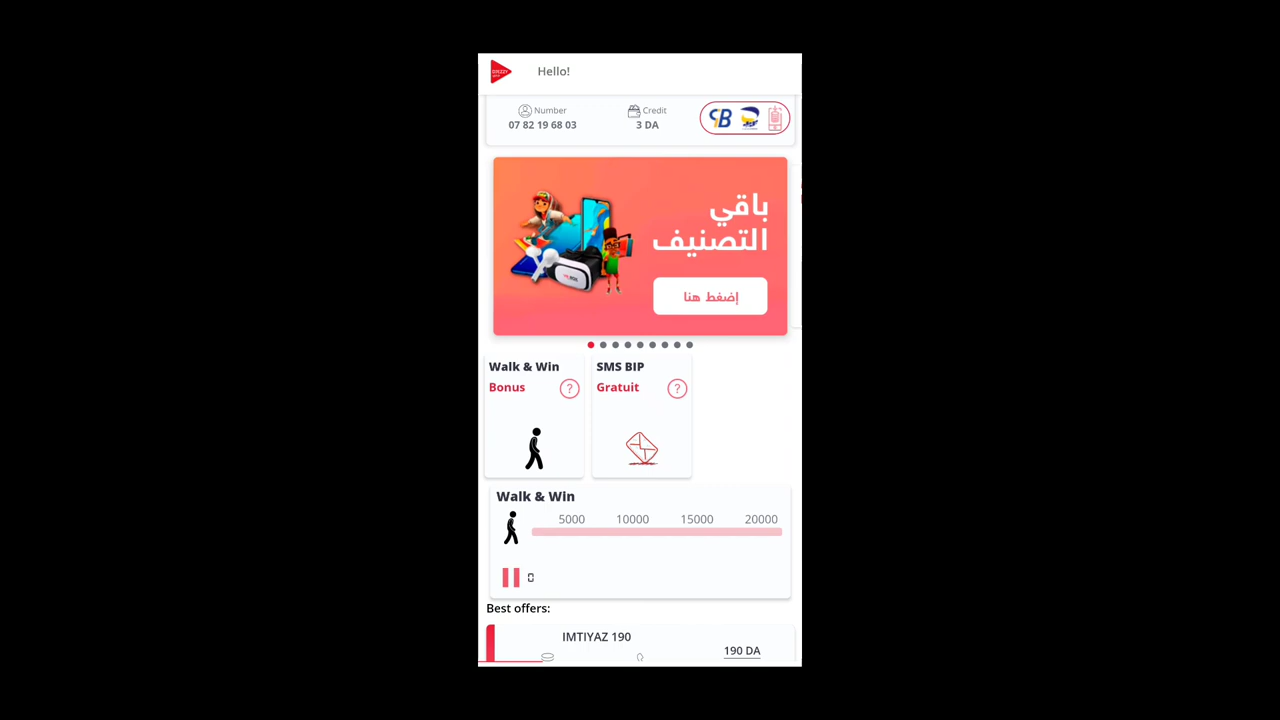 DJEZZY
Hello!
Number
Credit
07 82 19 68 03
3 DA
باقي
التصنيف
إضغط هنا
Walk & Win
SMS BIP
Bonus
?
Gratuit
?
Walk & Win
5000 10000 15000 20000
Best offers:
IMTIYAZ 190
190 DA